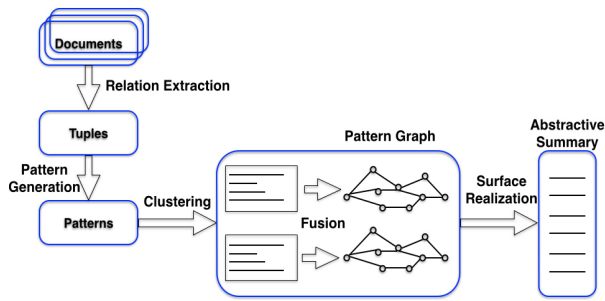 Documents
Relation Extraction
Tuples
Pattern
Generation
Patterns
Clustering
Pattern Graph
Fusion
Surface
Realization
Abstractive
Summary